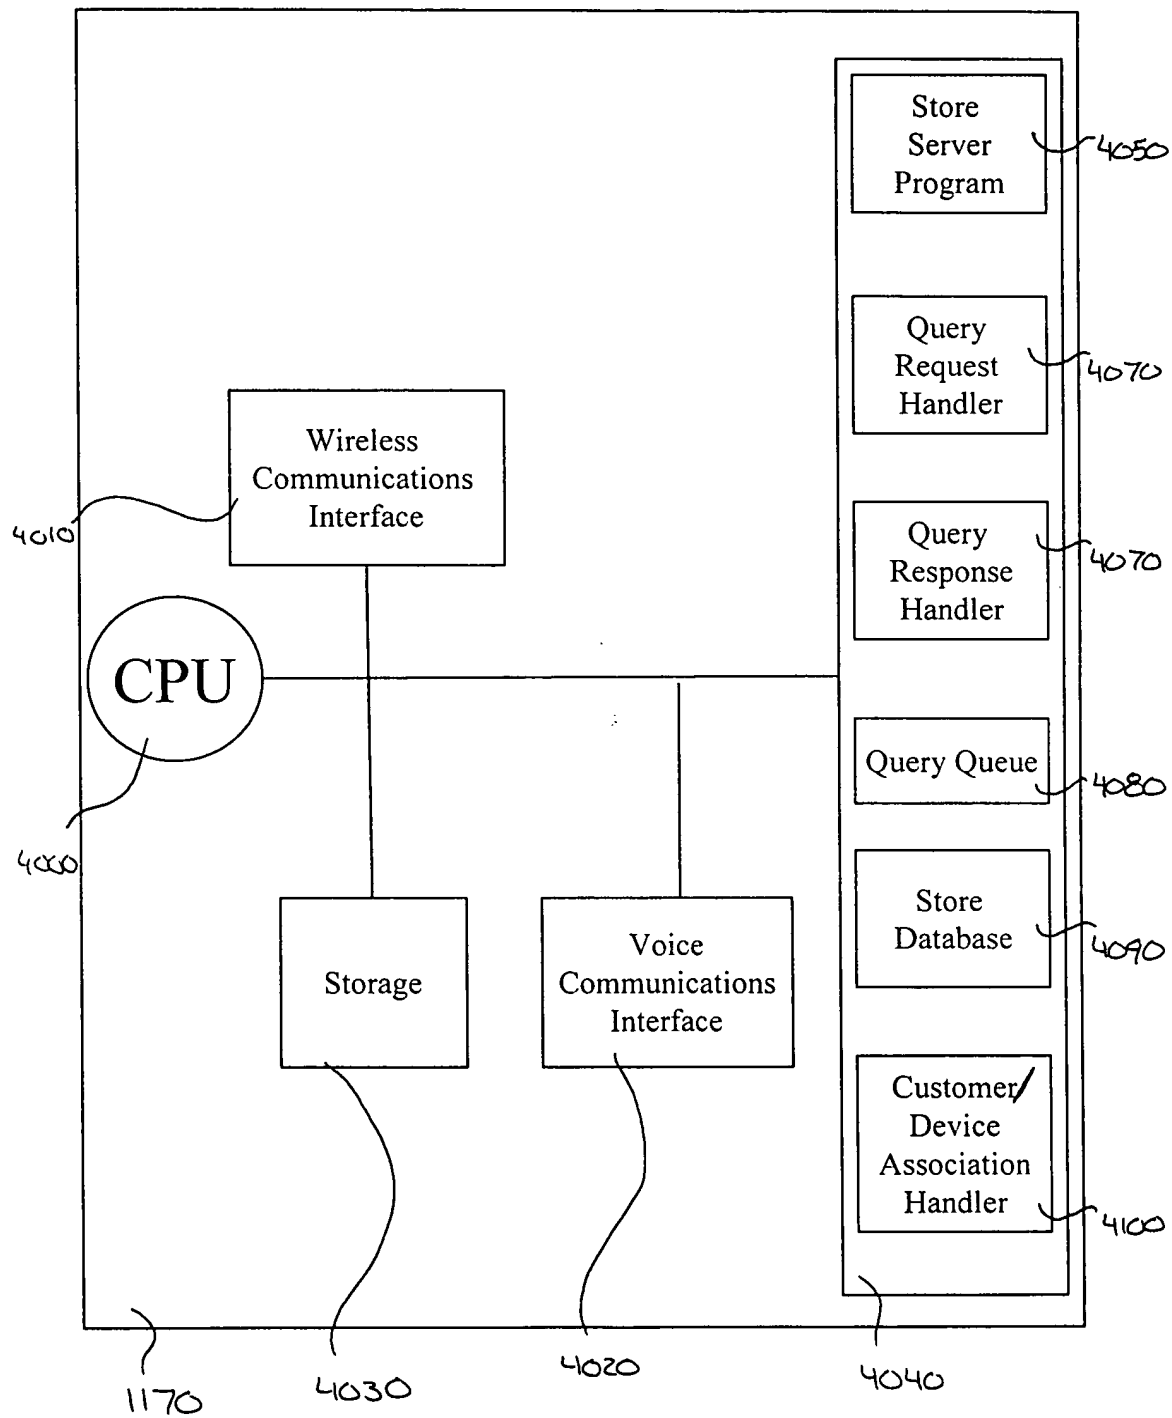 Store
Server
Program
4050
Query
Request
Handler
4070
Wireless
Communications
Interface
4010
Query
Response
Handler
4070
CPU
4000
Query Queue
4080
Store
Database
4090
Storage
Voice
Communications
Interface
Customer/
Device
Association
Handler
4100
1170
4030
4020
4040